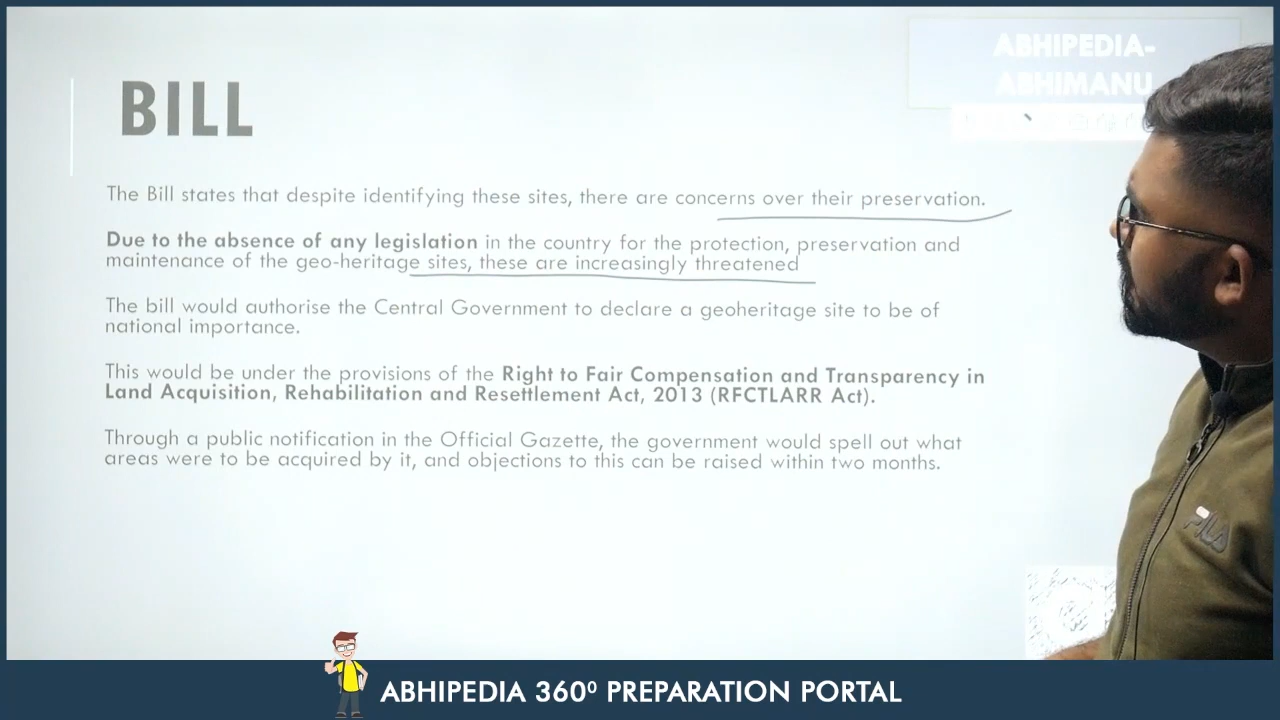 ABHIPEDIA-
ABHIMANU
BILL
The Bill states that despite identifying these sites, there are concerns over their preservation.
Due to the absence of any legislation in the country for the protection, preservation and
maintenance of the geo-heritage sites, these are increasingly threatened
The bill would authorise the Central Government to declare a geoheritage site to be of
national importance.
This would be under the provisions of the Right to Fair Compensation and Transparency in
Land Acquisition, Rehabilitation and Resettlement Act, 2013 (RFCTLARR Act).
Through a public notification in the Official Gazette, the government would spell out what
areas were to be acquired by it, and objections to this can be raised within two months.
FILA
ABHIPEDIA 360⁰ PREPARATION PORTAL